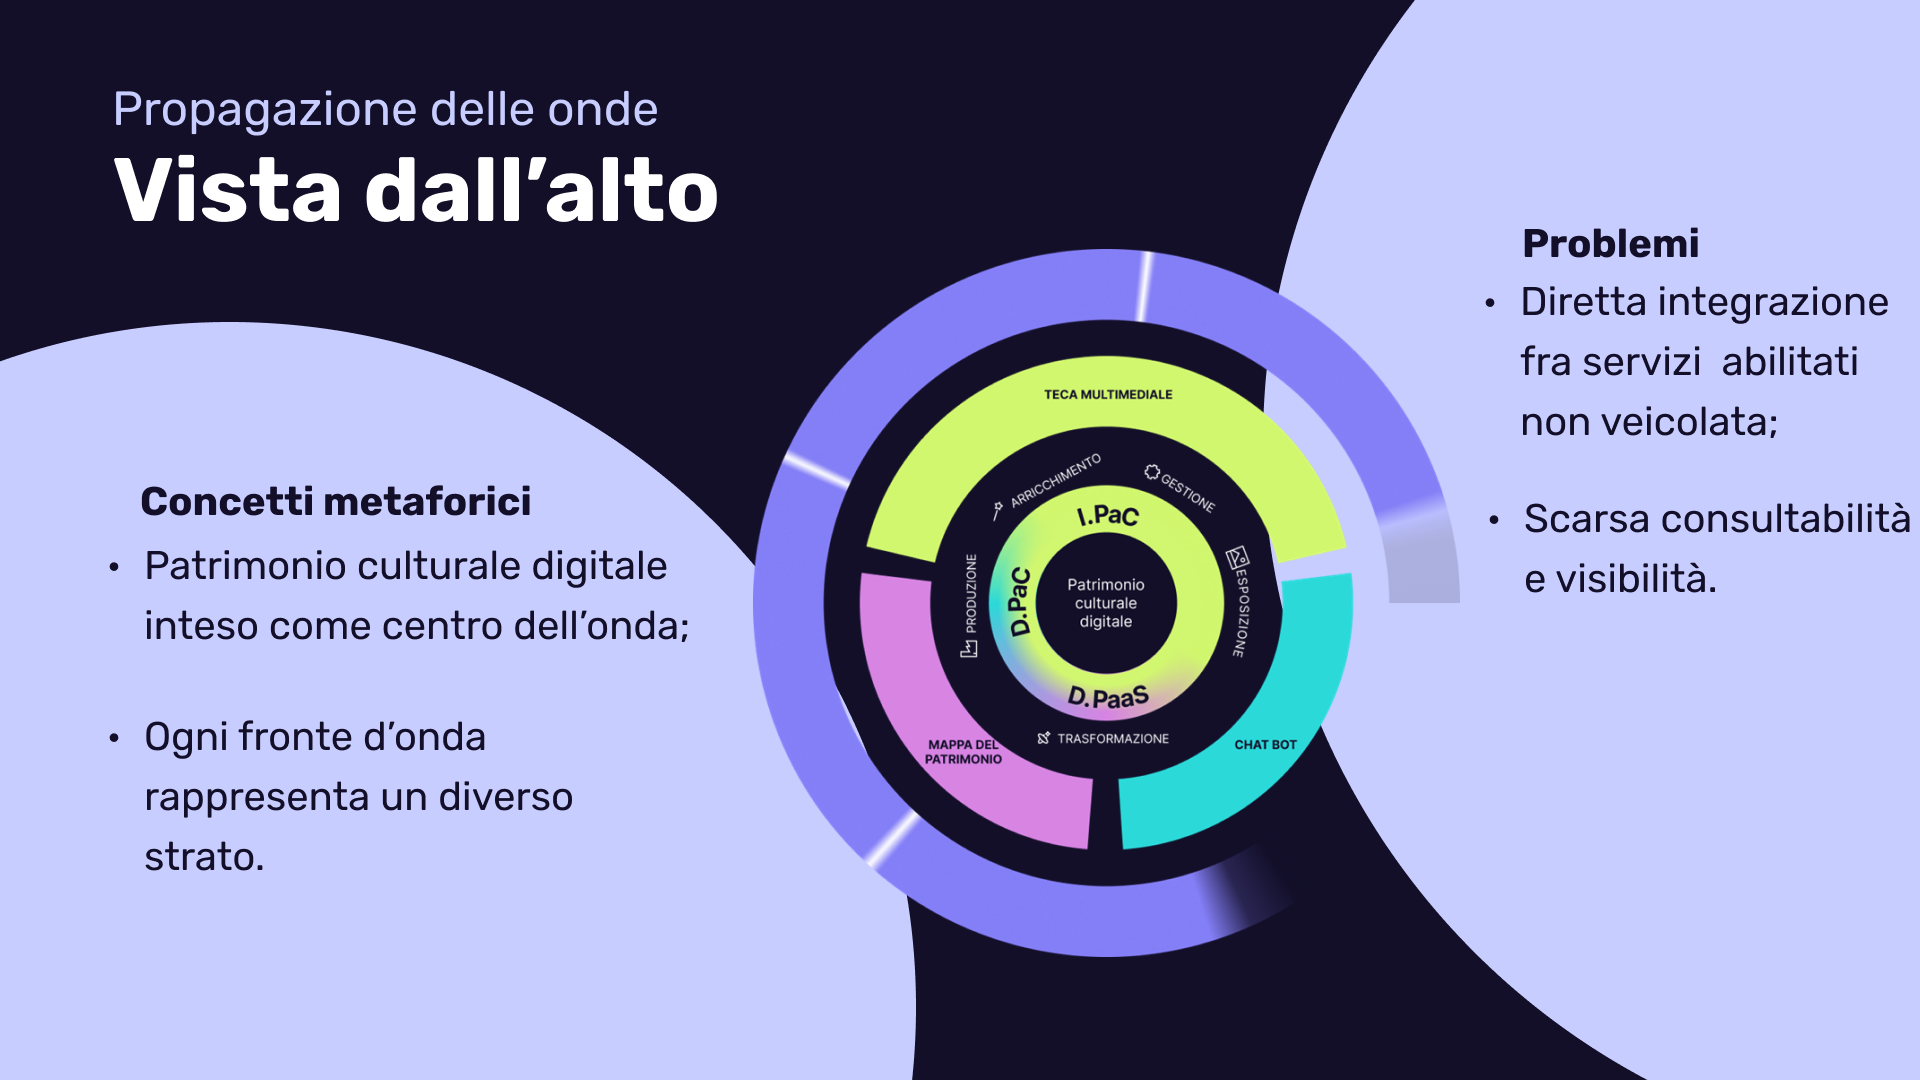 Propagazione delle onde
Vista dall’alto
Concetti metaforici
• Patrimonio culturale digitale
inteso come centro dell’onda;
• Ogni fronte d’onda
rappresenta un diverso
strato.
TECA MULTIMEDIALE
ARRICCHIMENTO
GESTIONE
I.PaC
PRODUZIONE
D.PaC
Patrimonio
culturale
digitale
ESPOSIZIONE
D.PaaS
TRASFORMAZIONE
MAPPA DEL
PATRIMONIO
CHAT BOT
Problemi
• Diretta integrazione
fra servizi  abilitati
non veicolata;
• Scarsa consultabilità
e visibilità.